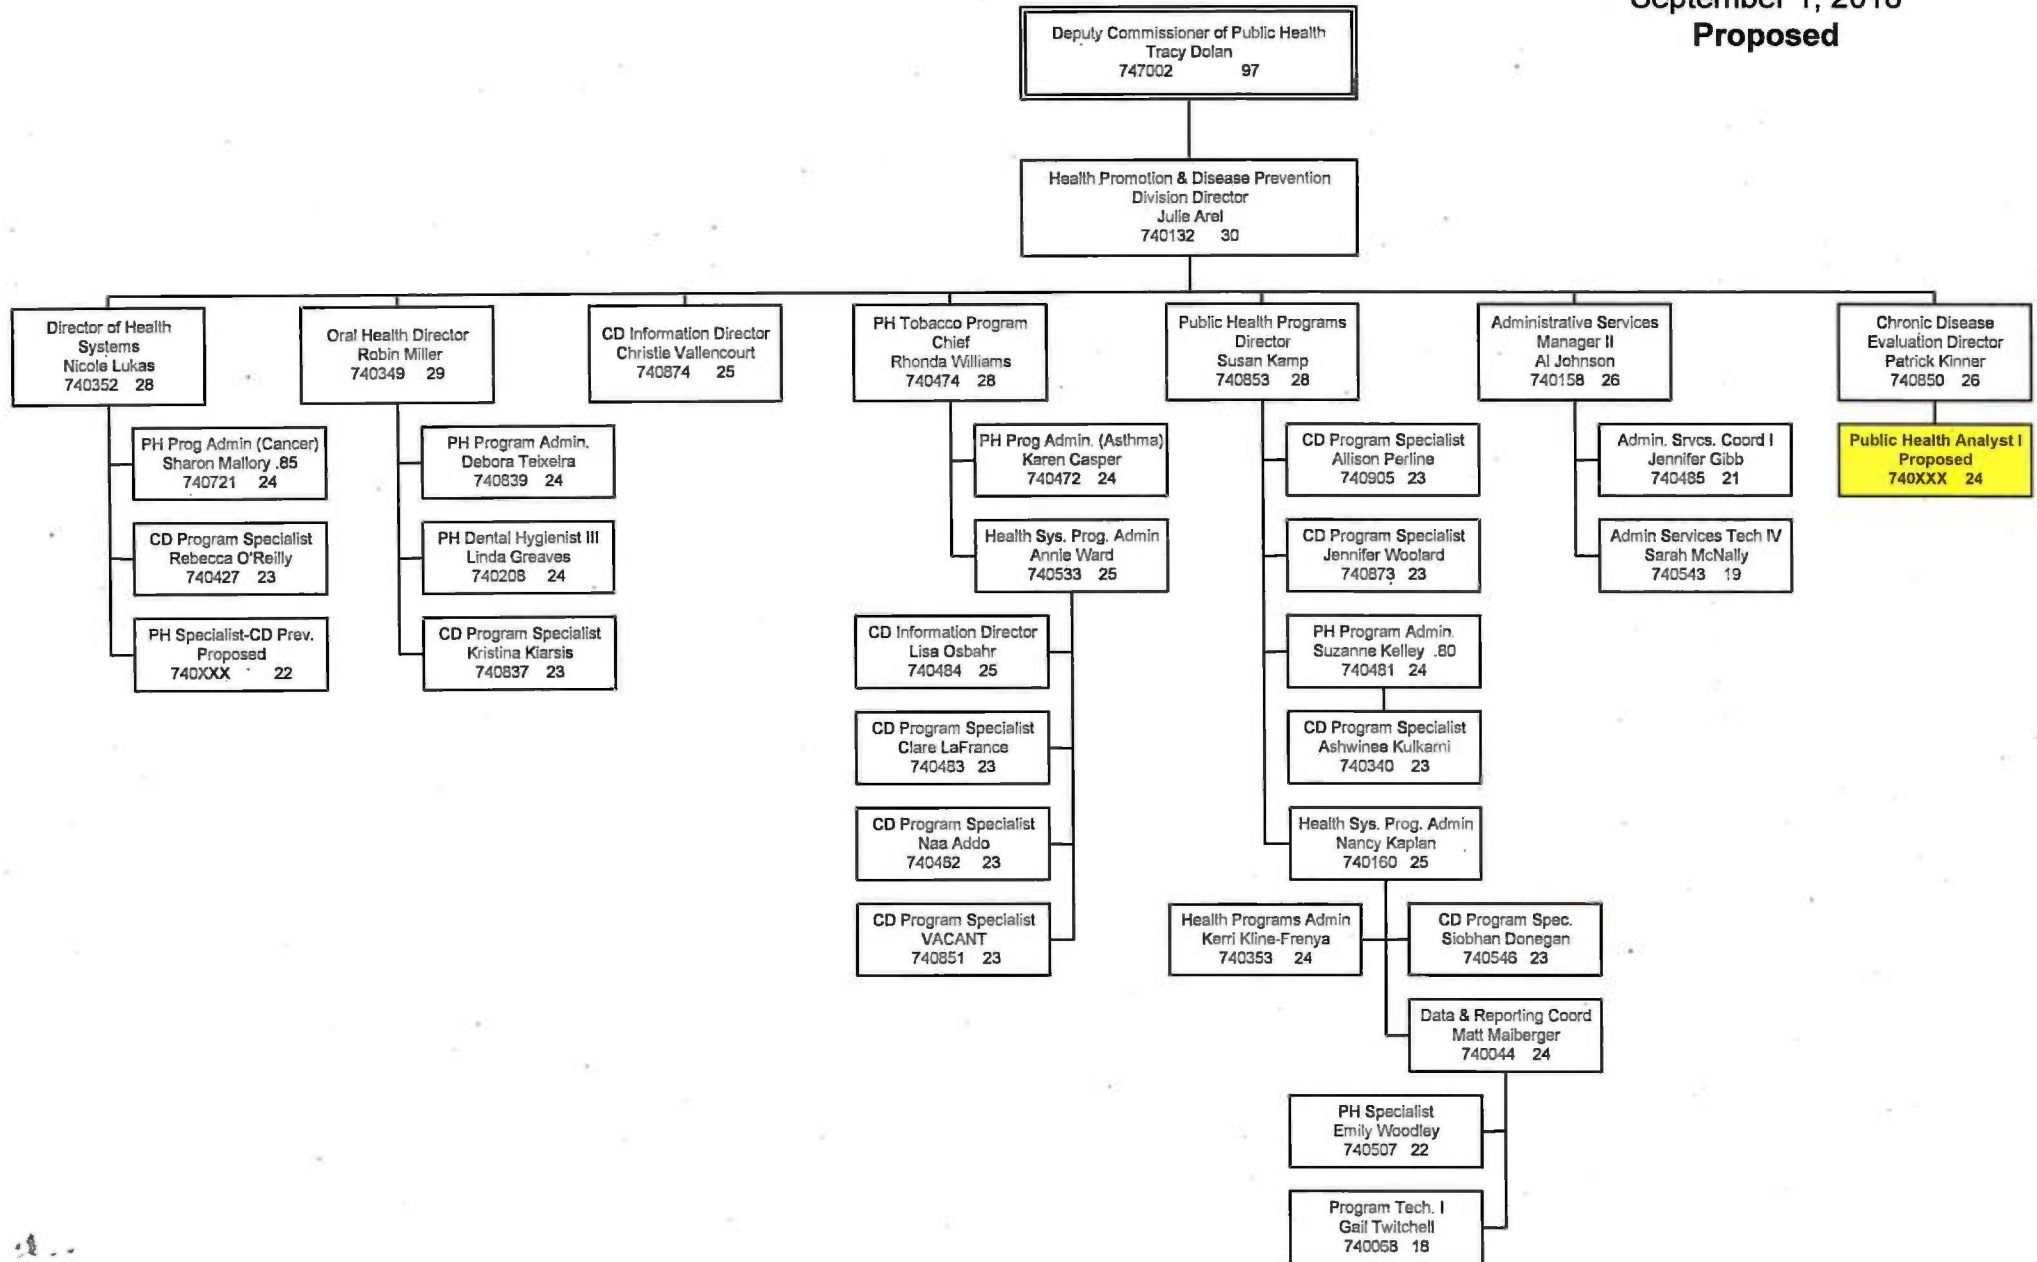 September 1, 2018
Proposed
Deputy Commissioner of Public Health
Tracy Dolan
747002 97
Health Promotion & Disease Prevention
Division Director
Julie Arel
740132 30
Director of Health
Systems
Nicole Lukas
740352 28
Oral Health Director
Robin Miller
740349 29
CD Information Director
Christie Vallencourt
740874 25
PH Tobacco Program
Chief
Rhonda Williams
740474 28
Public Health Programs
Director
Susan Kamp
740853 28
Administrative Services
Manager II
Al Johnson
740158 26
Chronic Disease
Evaluation Director
Patrick Kinner
740850 26
PH Prog Admin (Cancer)
Sharon Mallory .85
740721 24
CD Program Specialist
Rebecca O'Reilly
740427 23
PH Specialist-CD Prev.
Proposed
740XXX 22
PH Program Admin.
Debora Teixeira
740839 24
PH Dental Hygienist III
Linda Greaves
740208 24
CD Program Specialist
Kristina Kiarsis
740837 23
PH Prog Admin. (Asthma)
Karen Casper
740472 24
Health Sys. Prog. Admin
Annie Ward
740533 25
CD Information Director
Lisa Osbahr
740484 25
CD Program Specialist
Clare LaFrance
740483 23
CD Program Specialist
Naa Addo
740482 23
CD Program Specialist
VACANT
740851 23
CD Program Specialist
Allison Perline
740905 23
CD Program Specialist
Jennifer Woolard
740873 23
PH Program Admin.
Suzanne Kelley .80
740481 24
CD Program Specialist
Ashwinee Kulkarni
740340 23
Health Sys. Prog. Admin
Nancy Kaplan
740160 25
Health Programs Admin
Kerri Kline-Frenya
740353 24
CD Program Spec.
Siobhan Donegan
740546 23
Data & Reporting Coord
Matt Maiberger
740044 24
PH Specialist
Emily Woodley
740507 22
Program Tech. I
Gail Twitchell
740068 18
Admin. Srvcs. Coord I
Jennifer Gibb
740485 21
Admin Services Tech IV
Sarah McNally
740543 19
Public Health Analyst I
Proposed
740XXX 24